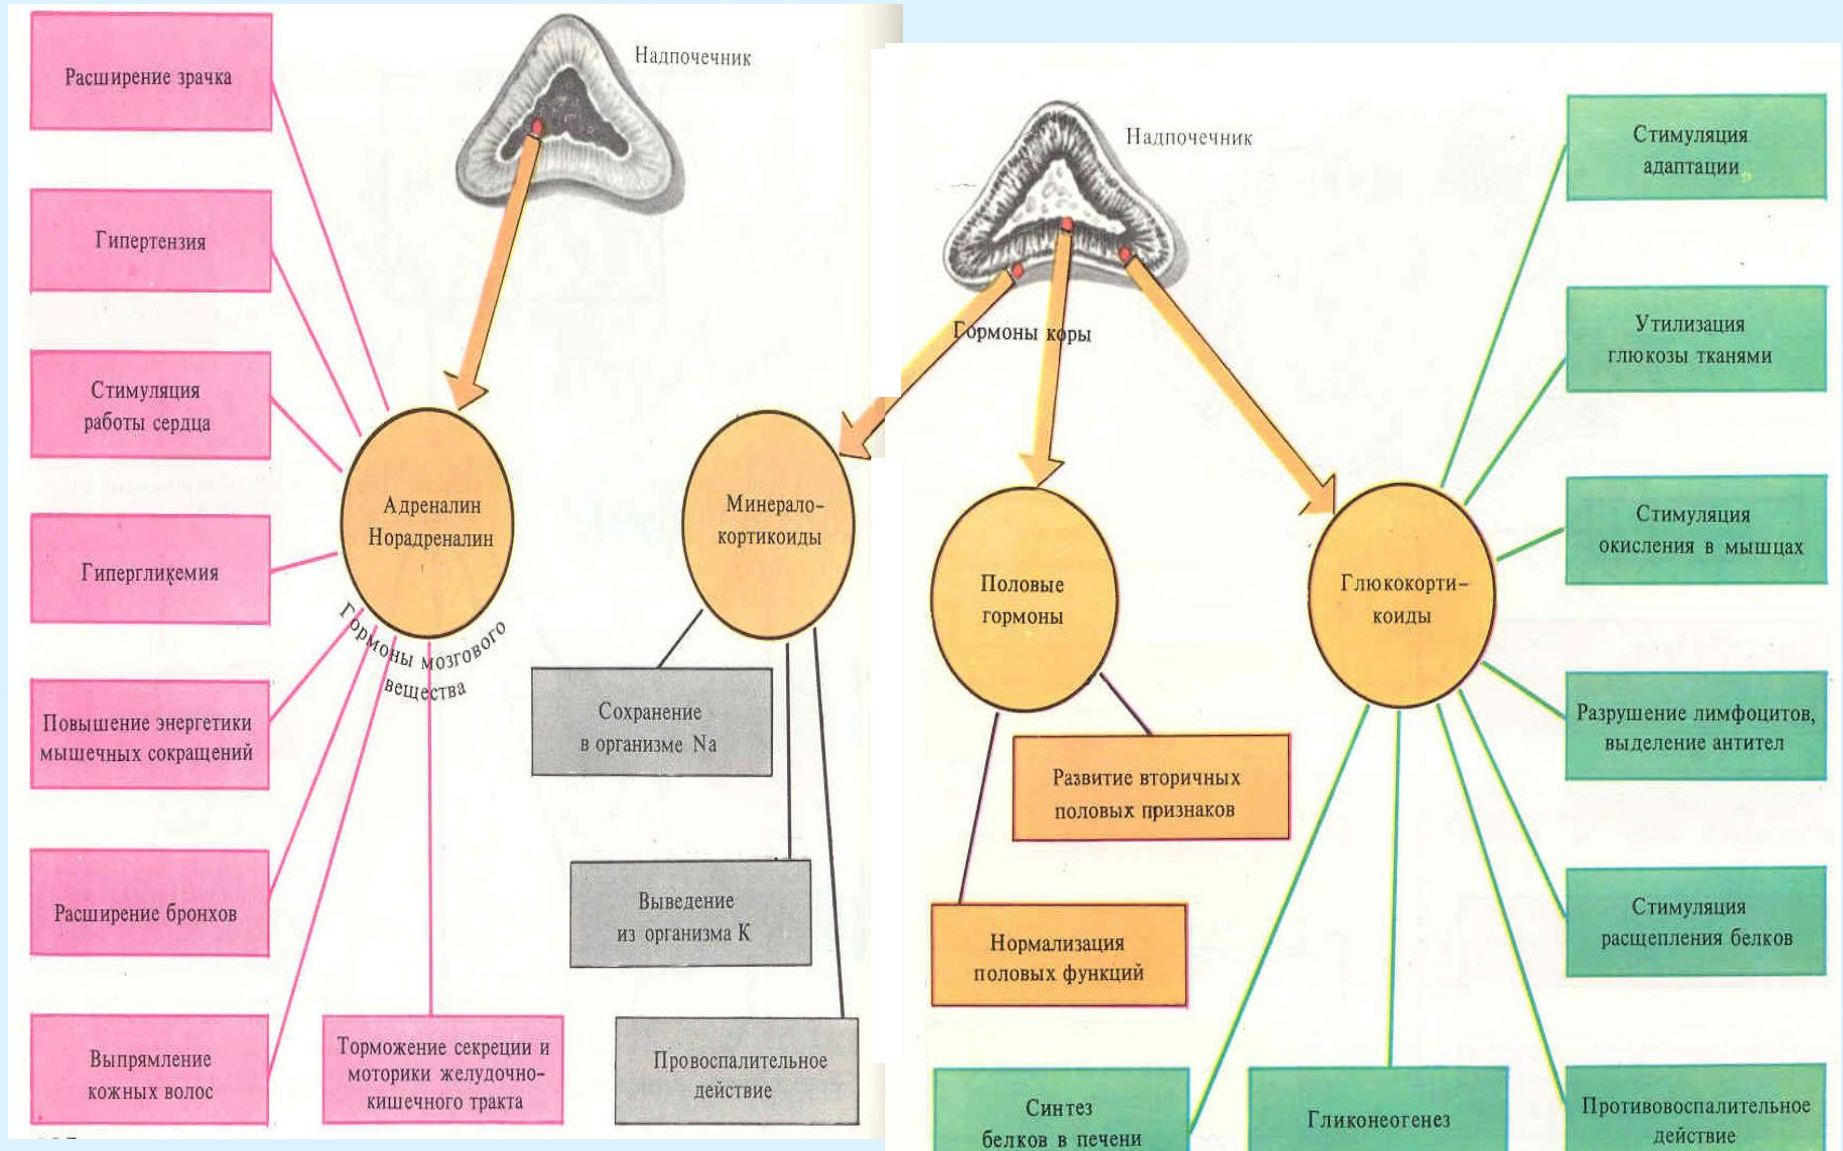 Надпочечник
Расширение зрачка
Гипертензия
Стимуляция
работы сердца
Гипергликемия
Повышение энергетики
мышечных сокращений
Расширение бронхов
Выпрямление
кожных волос
Торможение секреции и
моторики желудочно-
кишечного тракта
Адреналин
Норадреналин
Гормоны мозгового
вещества
Минерало-
кортикоиды
Сохранение
в организме Na
Выведение
из организма К
Провоспалительное
действие
Надпочечник
Гормоны коры
Половые
гормоны
Развитие вторичных
половых признаков
Нормализация
половых функций
Глюкокорти-
коиды
Стимуляция
адаптации
Утилизация
глюкозы тканями
Стимуляция
окисления в мышцах
Разрушение лимфоцитов,
выделение антител
Стимуляция
расщепления белков
Синтез
белков в печени
Гликонеогенез
Противовоспалительное
действие